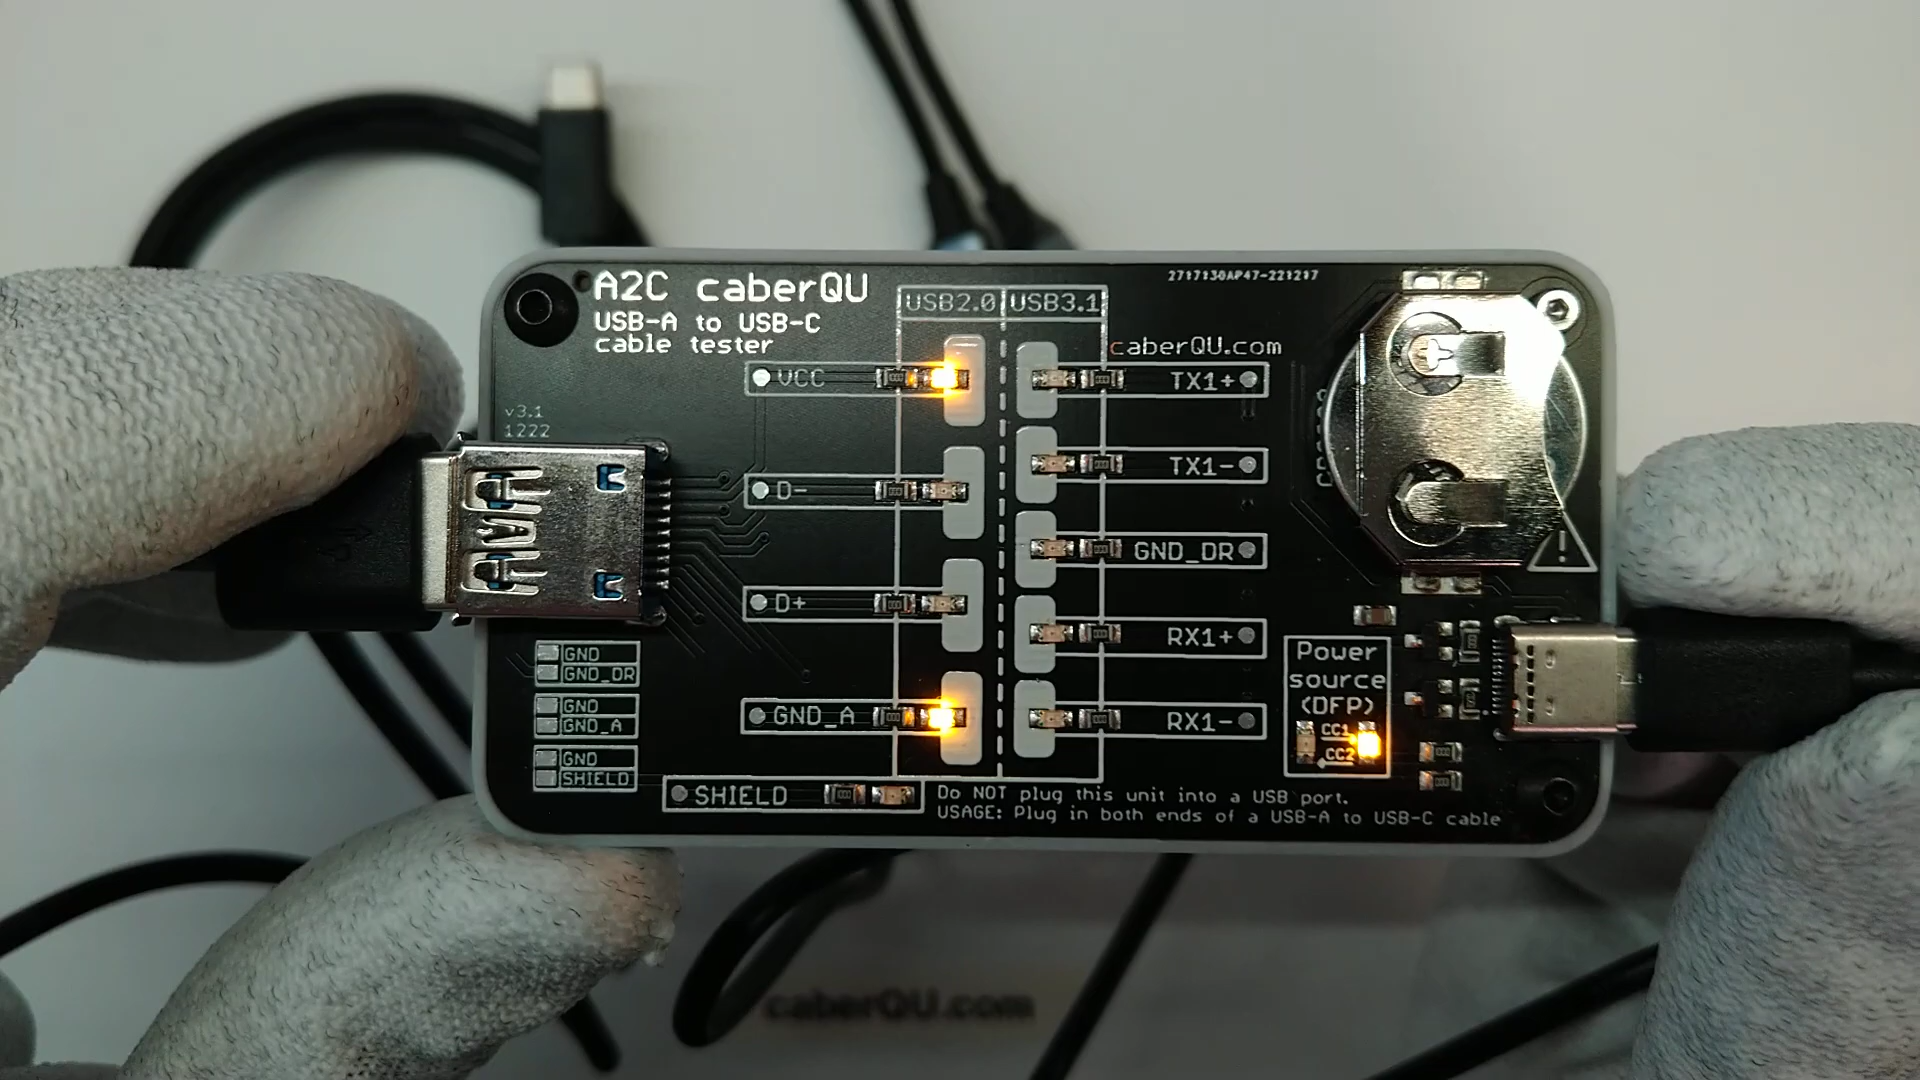 A2C caberQU
USB-A to USB-C
cable tester
2717130AP47-221217
USB2.0
USB3.1
caberQU.com
VCC
TX1+
v3.1
1222
TX1-
D-
GND_DR
D+
RX1+
GND
GND_DR
GND
GND_A
GND
SHIELD
GND_A
RX1-
Power
source
(DFP)
CC1
CC2
SHIELD
Do NOT plug this unit into a USB port.
USAGE: Plug in both ends of a USB-A to USB-C cable
caberQU.com